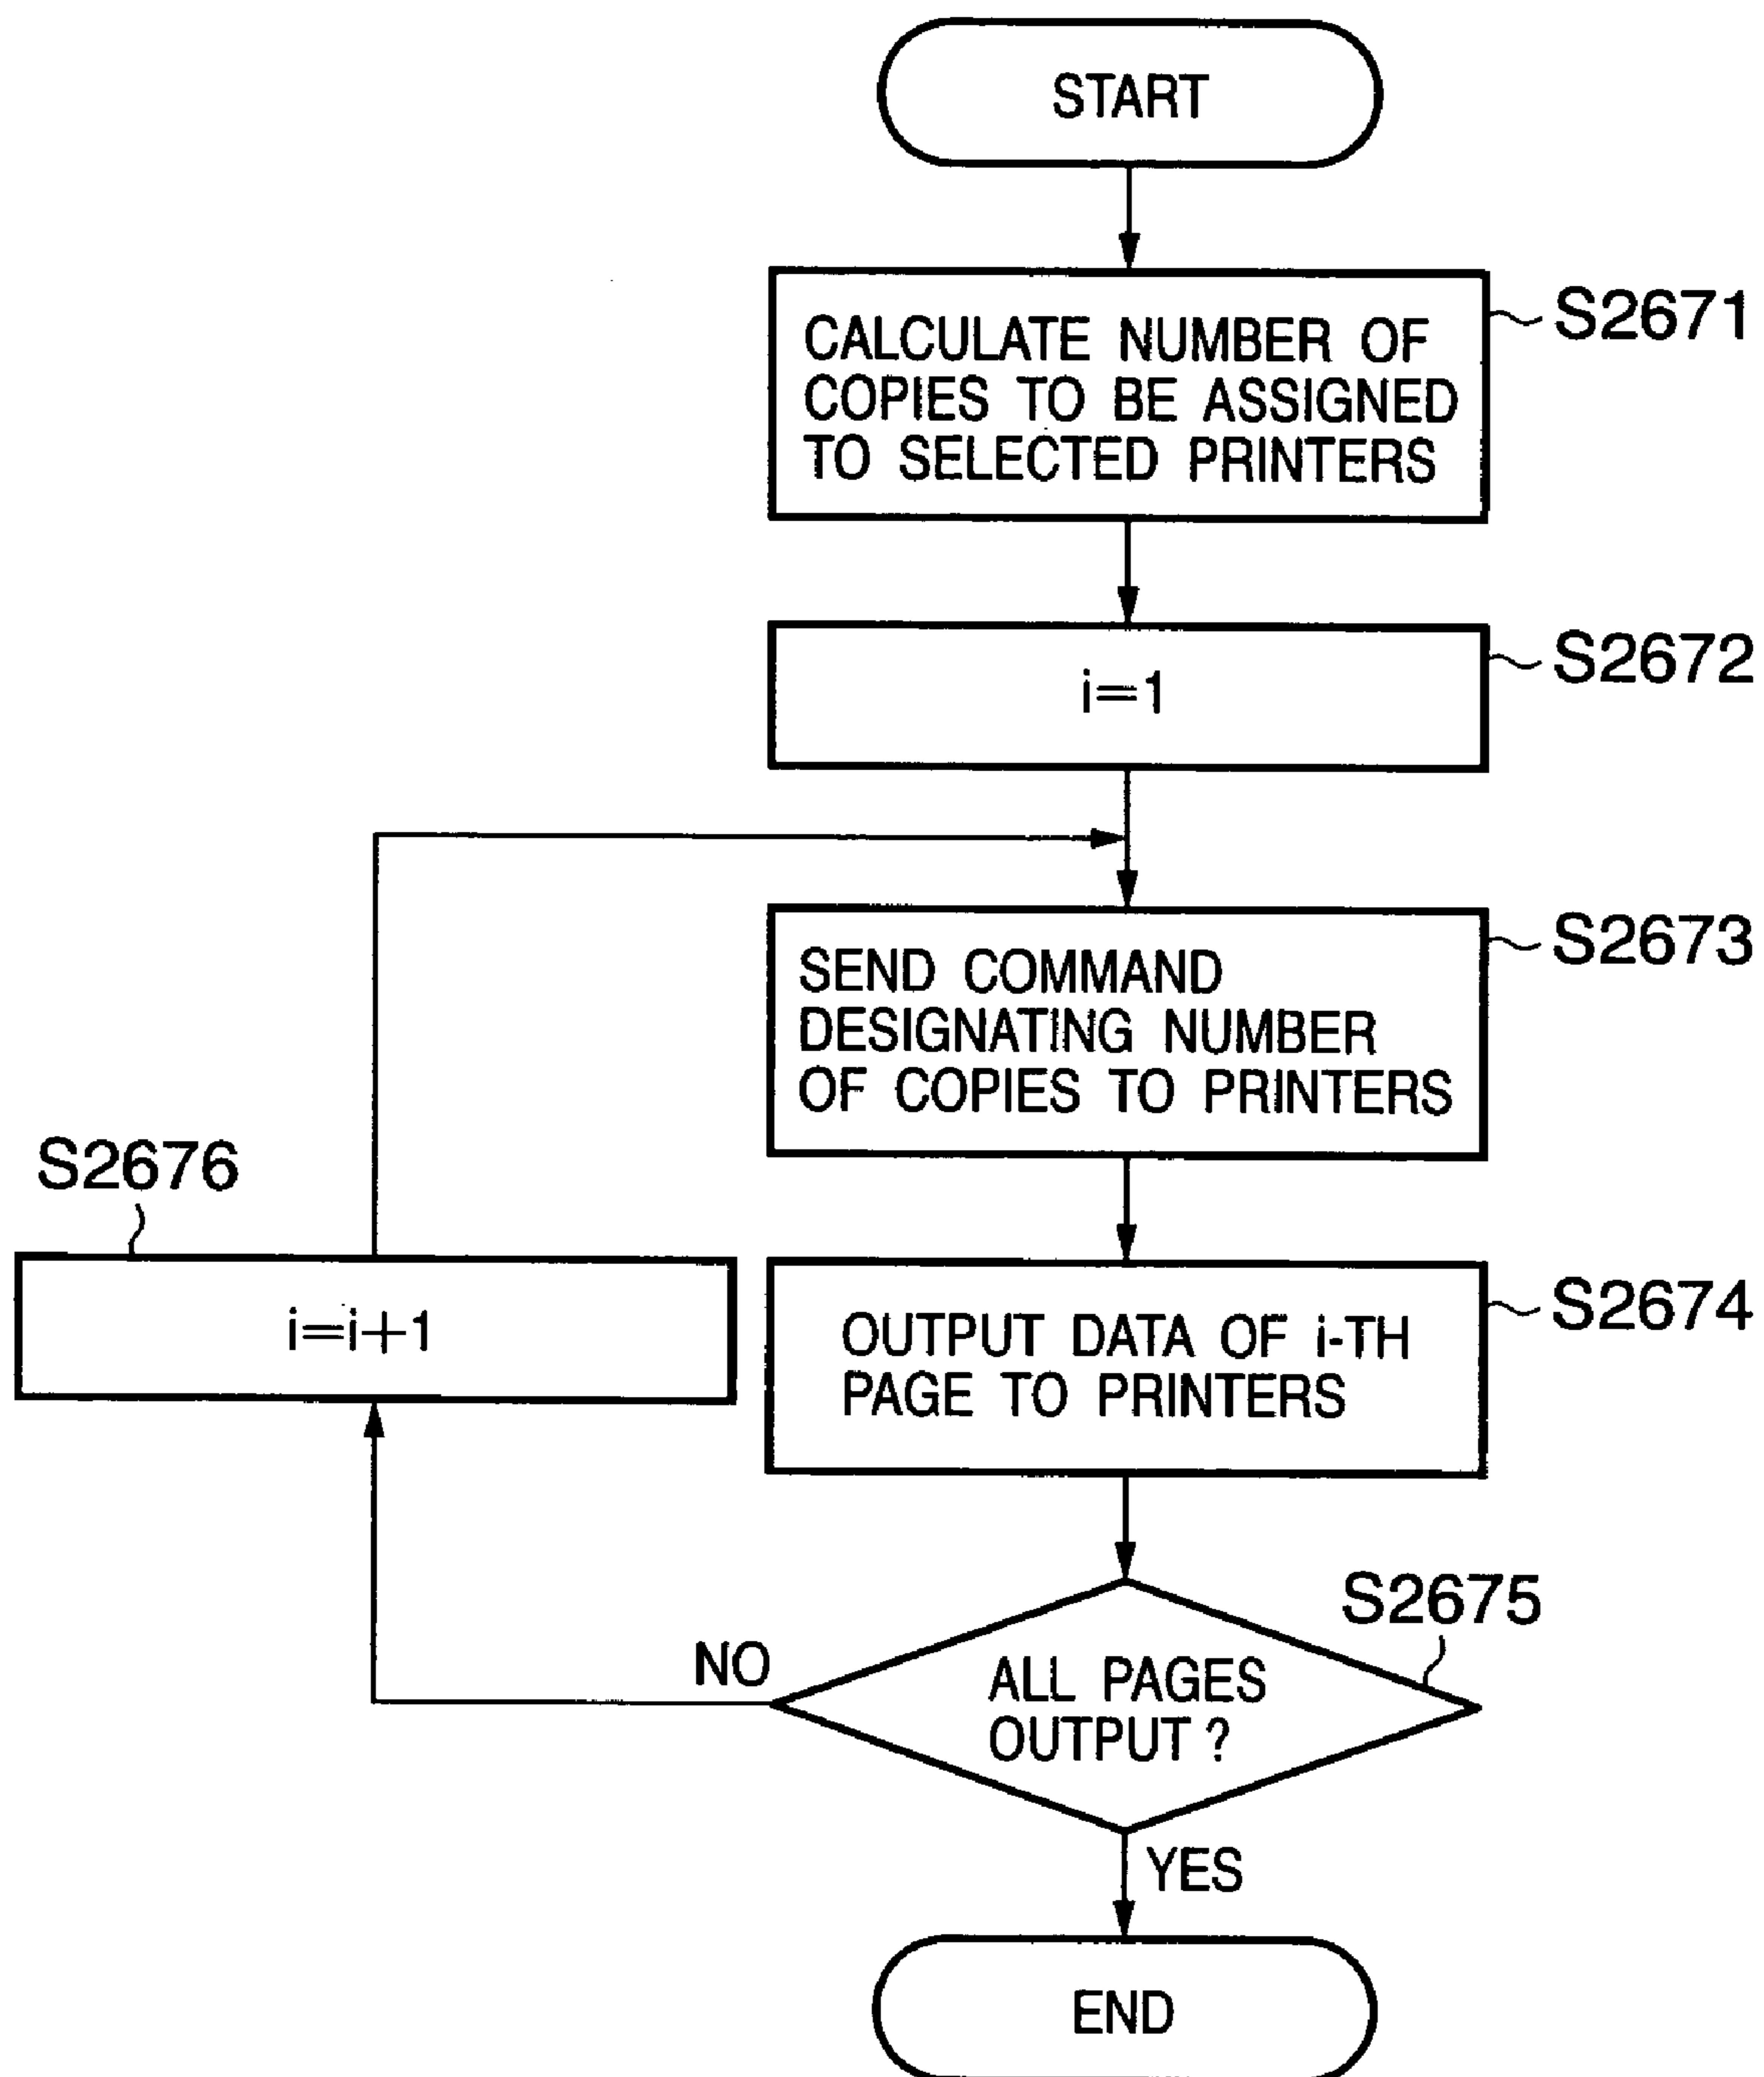 START
CALCULATE NUMBER OF
COPIES TO BE ASSIGNED
TO SELECTED PRINTERS
S2671
i=1
S2672
SEND COMMAND
DESIGNATING NUMBER
OF COPIES TO PRINTERS
S2673
S2676
i=i+1
OUTPUT DATA OF i-TH
PAGE TO PRINTERS
S2674
S2675
NO
ALL PAGES
OUTPUT ?
YES
END